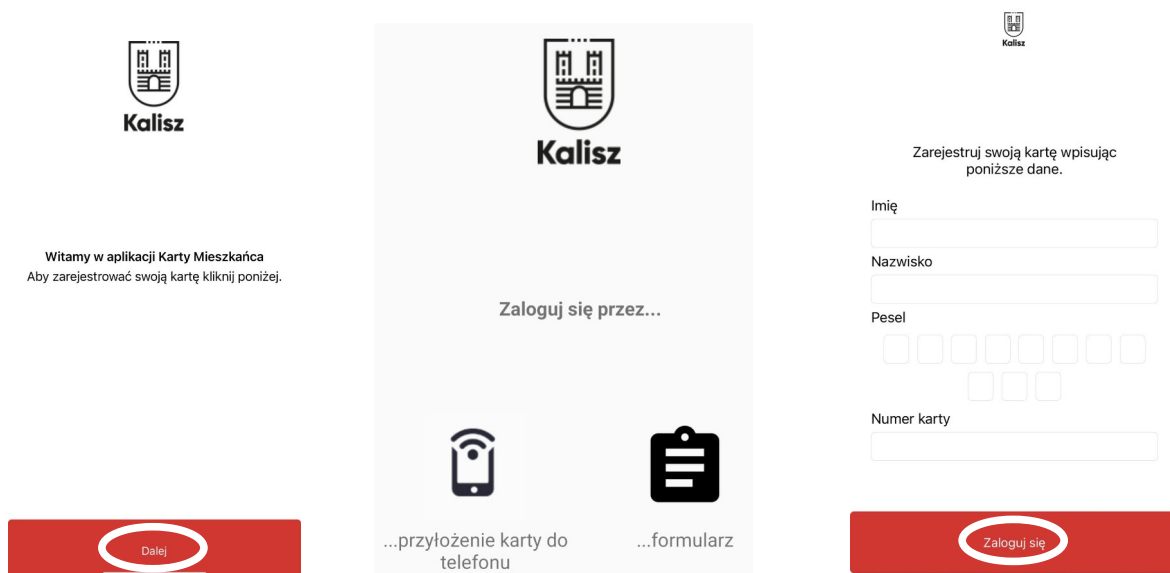 Kalisz
Witamy w aplikacji Karty Mieszkańca
Aby zarejestrować swoją kartę kliknij poniżej.
Dalej
Kalisz
Zaloguj się przez...
...przyłożenie karty do
telefonu
...formularz
Kalisz
Zarejestruj swoją kartę wpisując
poniższe dane.
Imię
Nazwisko
Pesel
Numer karty
Zaloguj się